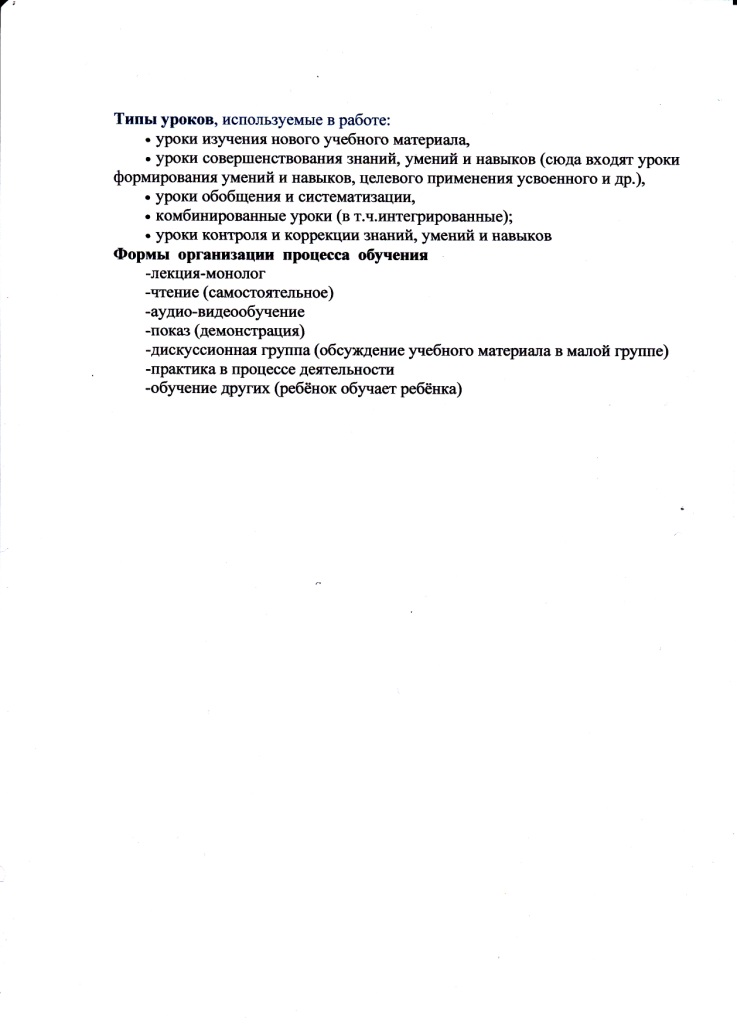 Типы уроков, используемые в работе:
• уроки изучения нового учебного материала,
• уроки совершенствования знаний, умений и навыков (сюда входят уроки
формирования умений и навыков, целевого применения усвоенного и др.),
• уроки обобщения и систематизации,
• комбинированные уроки (в т.ч.интегрированные);
• уроки контроля и коррекции знаний, умений и навыков
Формы организации процесса обучения
-лекция-монолог
-чтение (самостоятельное)
-аудио-видеообучение
-показ (демонстрация)
-дискуссионная группа (обсуждение учебного материала в малой группе)
-практика в процессе деятельности
-обучение других (ребёнок обучает ребёнка)